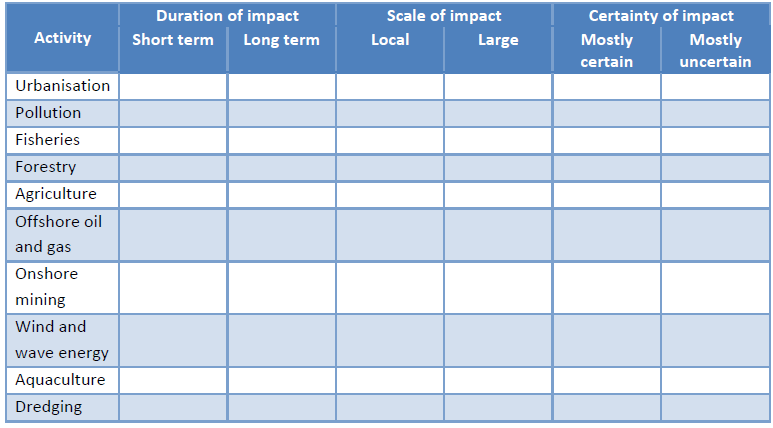 Activity
Duration of impact
Scale of impact
Certainty of impact
Short term
Long term
Local
Large
Mostly
certain
Mostly
uncertain
Urbanisation
Pollution
Fisheries
Forestry
Agriculture
Offshore oil
and gas
Onshore
mining
Wind and
wave energy
Aquaculture
Dredging